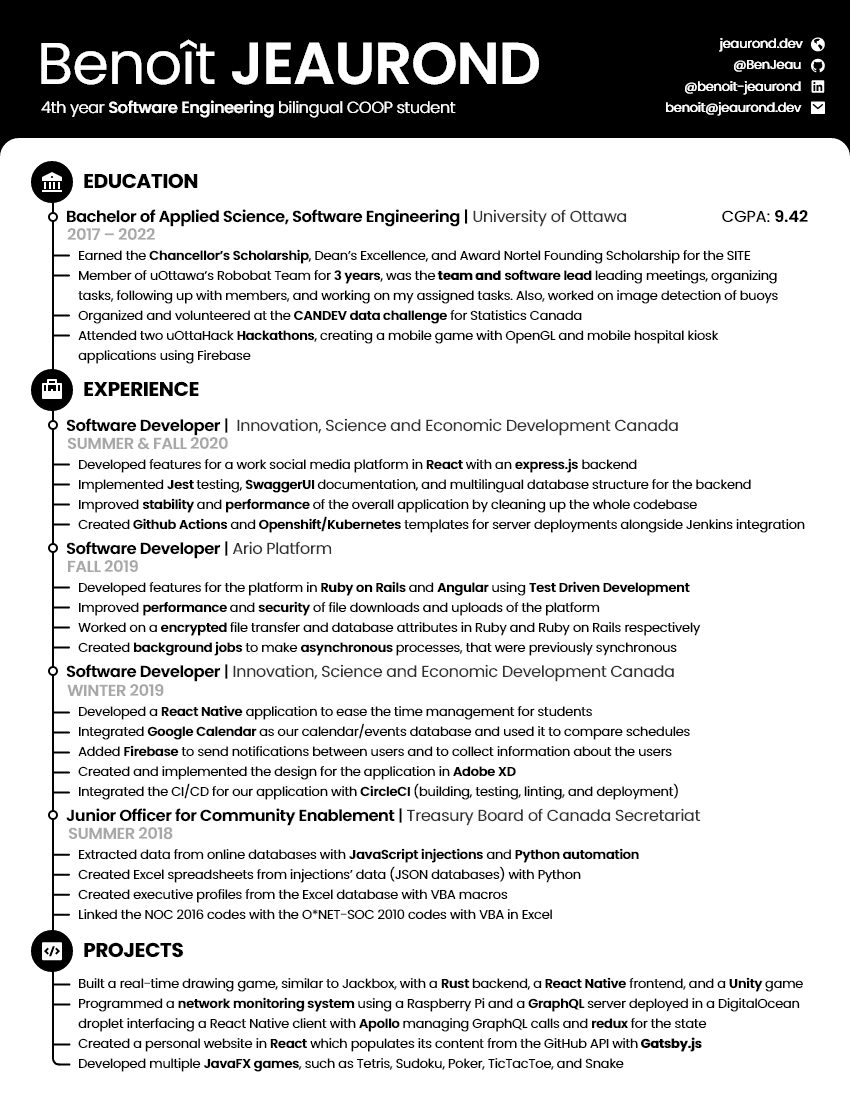 Benoît JEAUROND
4th year Software Engineering bilingual COOP student
jeaurond.dev
@BenJeau
@benoit-jeaurond
benoit@jeaurond.dev
EDUCATION
Bachelor of Applied Science, Software Engineering | University of Ottawa CGPA: 9.42
2017 – 2022
Earned the Chancellor's Scholarship, Dean's Excellence, and Award Nortel Founding Scholarship for the SITE
Member of uOttawa's Robobat Team for 3 years, was the team and software lead leading meetings, organizing
tasks, following up with members, and working on my assigned tasks. Also, worked on image detection of buoys
Organized and volunteered at the CANDEV data challenge for Statistics Canada
Attended two uOttaHack Hackathons, creating a mobile game with OpenGL and mobile hospital kiosk
applications using Firebase
EXPERIENCE
Software Developer | Innovation, Science and Economic Development Canada
SUMMER & FALL 2020
Developed features for a work social media platform in React with an express.js backend
Implemented Jest testing, SwaggerUI documentation, and multilingual database structure for the backend
Improved stability and performance of the overall application by cleaning up the whole codebase
Created Github Actions and Openshift/Kubernetes templates for server deployments alongside Jenkins integration
Software Developer | Ario Platform
FALL 2019
Developed features for the platform in Ruby on Rails and Angular using Test Driven Development
Improved performance and security of file downloads and uploads of the platform
Worked on a encrypted file transfer and database attributes in Ruby and Ruby on Rails respectively
Created background jobs to make asynchronous processes, that were previously synchronous
Software Developer | Innovation, Science and Economic Development Canada
WINTER 2019
Developed a React Native application to ease the time management for students
Integrated Google Calendar as our calendar/events database and used it to compare schedules
Added Firebase to send notifications between users and to collect information about the users
Created and implemented the design for the application in Adobe XD
Integrated the CI/CD for our application with CircleCI (building, testing, linting, and deployment)
Junior Officer for Community Enablement | Treasury Board of Canada Secretariat
SUMMER 2018
Extracted data from online databases with JavaScript injections and Python automation
Created Excel spreadsheets from injections' data (JSON databases) with Python
Created executive profiles from the Excel database with VBA macros
Linked the NOC 2016 codes with the O*NET-SOC 2010 codes with VBA in Excel
PROJECTS
Built a real-time drawing game, similar to Jackbox, with a Rust backend, a React Native frontend, and a Unity game
Programmed a network monitoring system using a Raspberry Pi and a GraphQL server deployed in a DigitalOcean
droplet interfacing a React Native client with Apollo managing GraphQL calls and redux for the state
Created a personal website in React which populates its content from the GitHub API with Gatsby.js
Developed multiple JavaFX games, such as Tetris, Sudoku, Poker, TicTacToe, and Snake